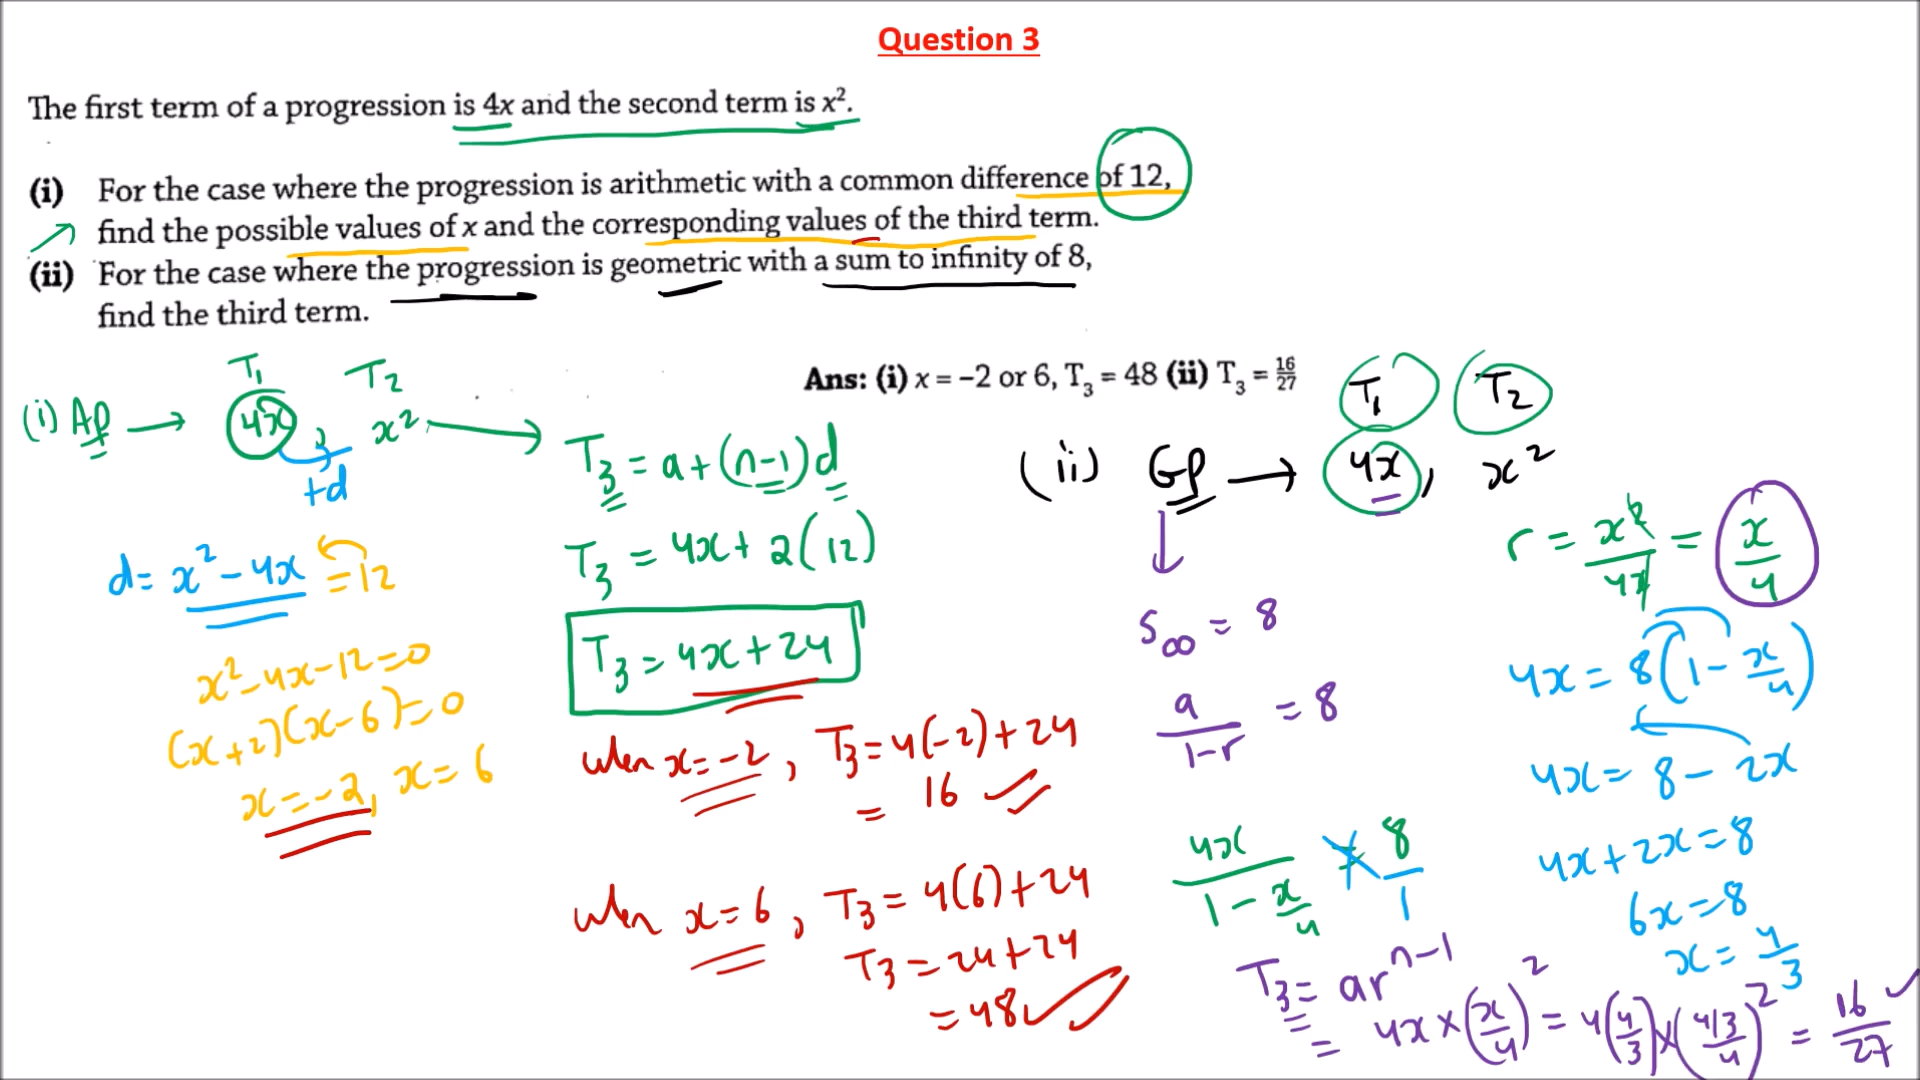 Question 3
The first term of a progression is 4x and the second term is x².
(i) For the case where the progression is arithmetic with a common difference of 12,
find the possible values of x and the corresponding values of the third term.
(ii) For the case where the progression is geometric with a sum to infinity of 8,
find the third term.
Ans: (i) x = −2 or 6, T₃ = 48 (ii) T₃ = 16/27
T₁ T₂
(i) AP → 4x, x² →
+d
d = x² − 4x = 12
x² − 4x − 12 = 0
(x+2)(x−6) = 0
x = −2, x = 6
T₃ = a + (n−1)d
T₃ = 4x + 2(12)
T₃ = 4x + 24
when x = −2, T₃ = 4(−2) + 24
= 16
when x = 6, T₃ = 4(6) + 24
T₃ = 24 + 24
= 48
T₁ T₂
(ii) GP → 4x, x²
S∞ = 8
a/1−r = 8
4x/1−x/4 = 8/1
r = x²/4x = x/4
4x = 8(1 − x/4)
4x = 8 − 2x
4x + 2x = 8
6x = 8
x = 4/3
T₃ = arⁿ⁻¹
= 4x × (x/4)² = 4(4/3) × (4/3/4)² = 16/27